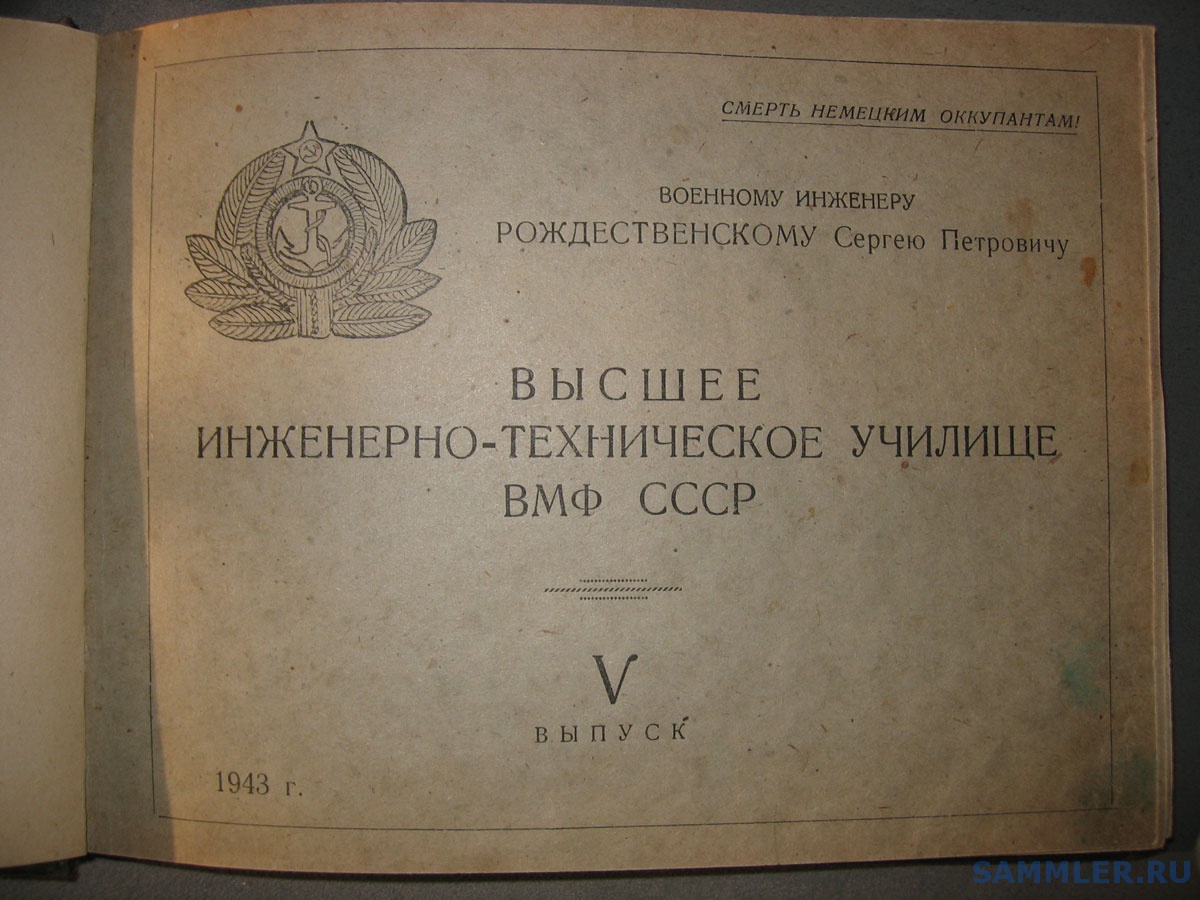 СМЕРТЬ НЕМЕЦКИМ ОККУПАНТАМ!
ВОЕННОМУ ИНЖЕНЕРУ
РОЖДЕСТВЕНСКОМУ Сергею Петровичу
ВЫСШЕЕ
ИНЖЕНЕРНО-ТЕХНИЧЕСКОЕ УЧИЛИЩЕ
ВМФ СССР
V
ВЫПУСК
1943 г.
SAMMLER.RU